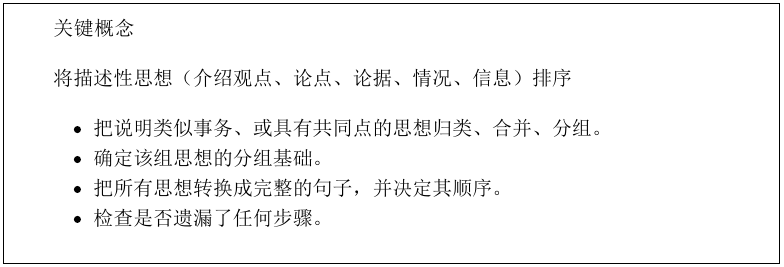 关键概念
将描述性思想（介绍观点、论点、论据、情况、信息）排序
● 把说明类似事务、或具有共同点的思想归类、合并、分组。
● 确定该组思想的分组基础。
● 把所有思想转换成完整的句子，并决定其顺序。
● 检查是否遗漏了任何步骤。